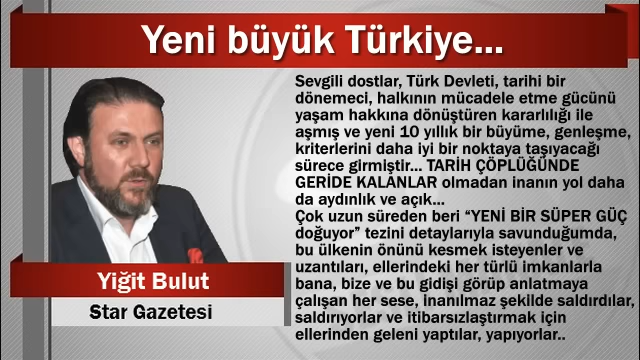 Yeni büyük Türkiye...
Sevgili dostlar, Türk Devleti, tarihi bir
dönemeci, halkının mücadele etme gücünü
yaşam hakkına dönüştüren kararlılığı ile
aşmış ve yeni 10 yıllık bir büyüme, genleşme,
kriterlerini daha iyi bir noktaya taşıyacağı
sürece girmiştir... TARİH ÇÖPLÜĞÜNDE
GERİDE KALANLAR olmadan inanın yol daha
da aydınlık ve açık...
Çok uzun süreden beri “YENİ BİR SÜPER GÜÇ
doğuyor” tezini detaylarıyla savunduğumda,
bu ülkenin önünü kesmek isteyenler ve
uzantıları, ellerindeki her türlü imkanlarla
bana, bize ve bu gidişi görüp anlatmaya
çalışan her sese, inanılmaz şekilde saldırdılar,
saldırıyorlar ve itibarsızlaştırmak için
ellerinden geleni yaptılar, yapıyorlar..
Yiğit Bulut
Star Gazetesi